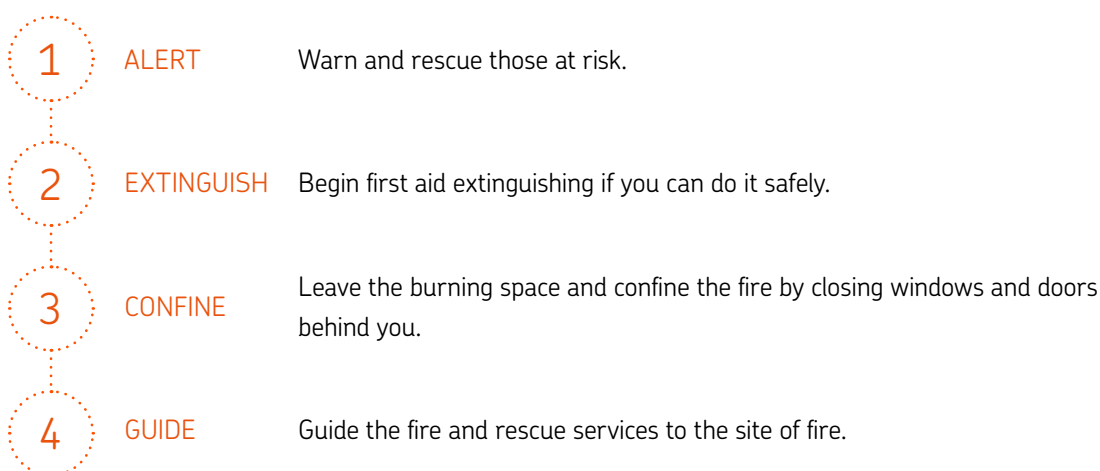 1 ALERT Warn and rescue those at risk.
2 EXTINGUISH Begin first aid extinguishing if you can do it safely.
3 CONFINE Leave the burning space and confine the fire by closing windows and doors
behind you.
4 GUIDE Guide the fire and rescue services to the site of fire.